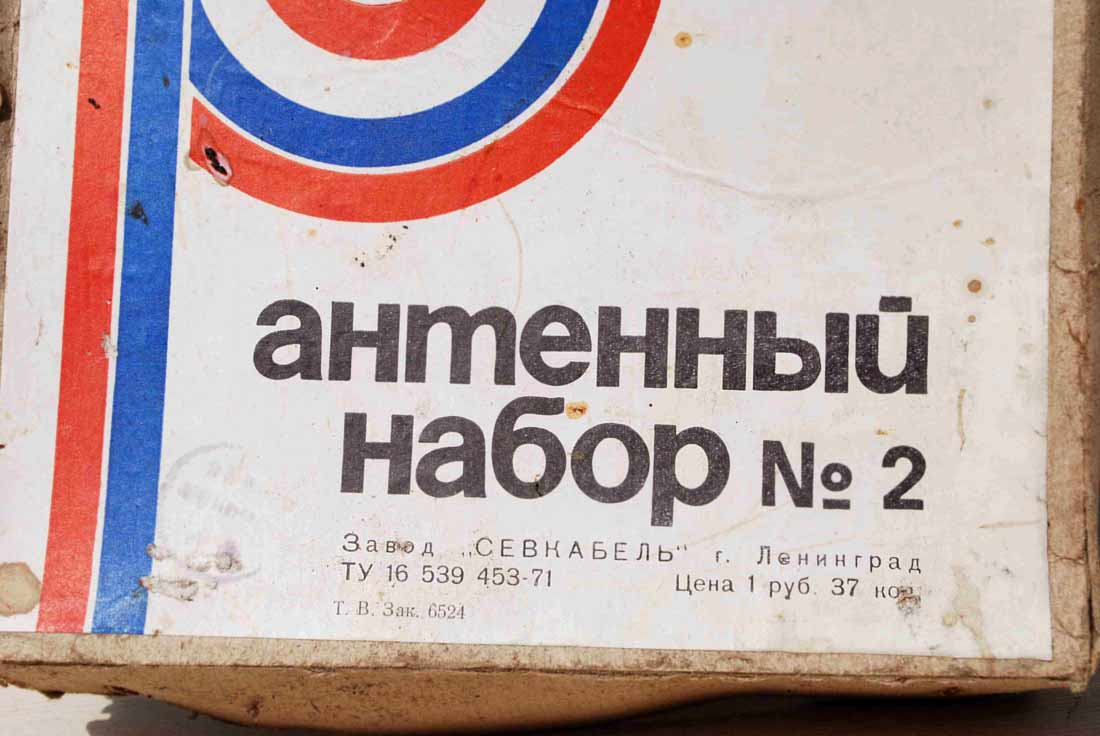 антенный
набор № 2
Завод „СЕВКАБЕЛЬ" г. Ленинград
ТУ 16 539 453-71 Цена 1 руб. 37 коп.
Т. В. Зак. 6524